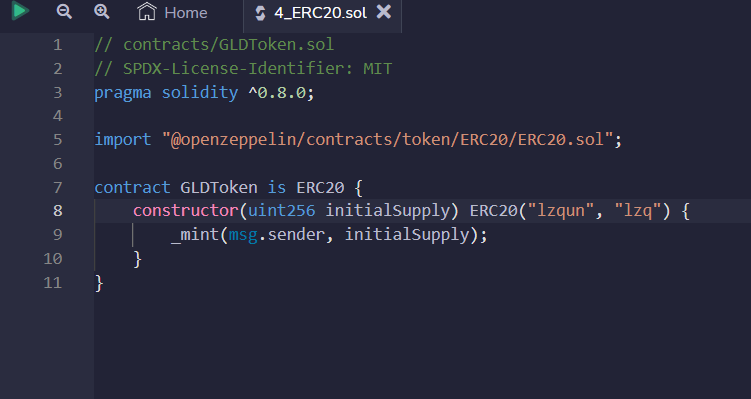 Home 4_ERC20.sol
1 // contracts/GLDToken.sol
2 // SPDX-License-Identifier: MIT
3 pragma solidity ^0.8.0;
4
5 import "@openzeppelin/contracts/token/ERC20/ERC20.sol";
6
7 contract GLDToken is ERC20 {
8 constructor(uint256 initialSupply) ERC20("lzqun", "lzq") {
9 _mint(msg.sender, initialSupply);
10 }
11 }